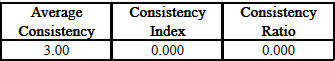 Average Consistency Consistency
Consistency Index Ratio
3.00 0.000 0.000